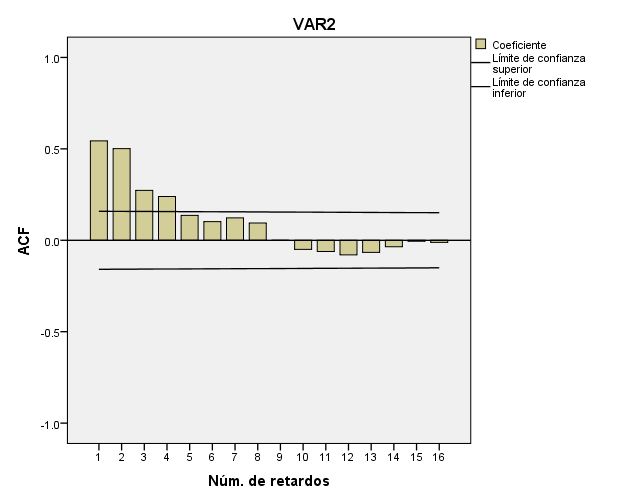 VAR2
Coeficiente
Límite de confianza
superior
Límite de confianza
inferior
1.0
0.5
0.0
-0.5
-1.0
ACF
1 2 3 4 5 6 7 8 9 10 11 12 13 14 15 16
Núm. de retardos